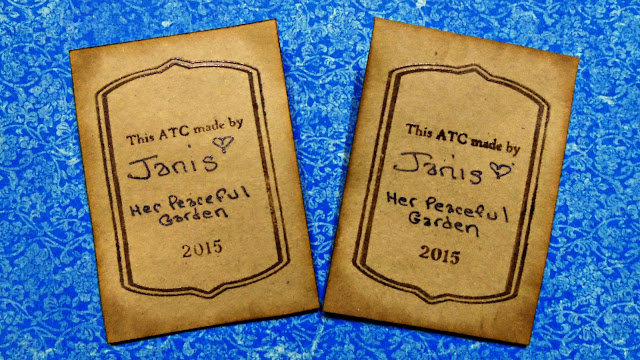 This ATC made by
Janis
Her Peaceful
Garden
2015
This ATC made by
Janis
Her Peaceful
Garden
2015